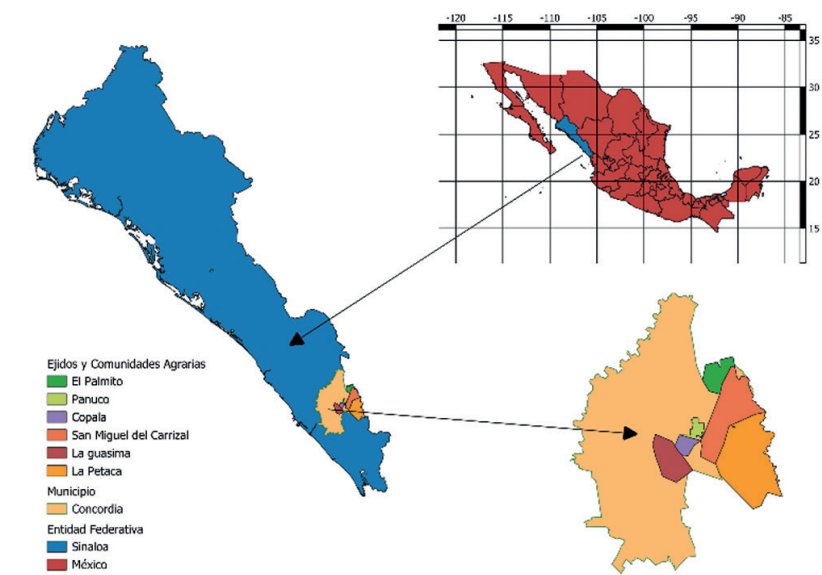 -120 -115 -110 -105 -100 -95 -90 -85
35
30
25
20
15
Ejidos y Comunidades Agrarias
El Palmito
Panuco
Copala
San Miguel del Carrizal
La guasima
La Petaca
Municipio
Concordia
Entidad Federativa
Sinaloa
México